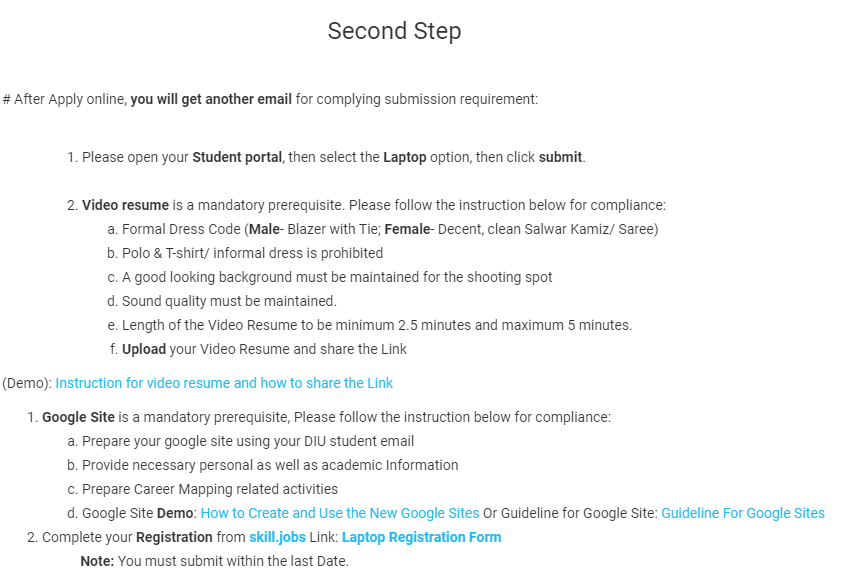 Second Step
# After Apply online, you will get another email for complying submission requirement:
1. Please open your Student portal, then select the Laptop option, then click submit.
2. Video resume is a mandatory prerequisite. Please follow the instruction below for compliance:
a. Formal Dress Code (Male- Blazer with Tie; Female- Decent, clean Salwar Kamiz/ Saree)
b. Polo & T-shirt/ informal dress is prohibited
c. A good looking background must be maintained for the shooting spot
d. Sound quality must be maintained.
e. Length of the Video Resume to be minimum 2.5 minutes and maximum 5 minutes.
f. Upload your Video Resume and share the Link
(Demo): Instruction for video resume and how to share the Link
1. Google Site is a mandatory prerequisite, Please follow the instruction below for compliance:
a. Prepare your google site using your DIU student email
b. Provide necessary personal as well as academic Information
c. Prepare Career Mapping related activities
d. Google Site Demo: How to Create and Use the New Google Sites Or Guideline for Google Site: Guideline For Google Sites
2. Complete your Registration from skill.jobs Link: Laptop Registration Form
Note: You must submit within the last Date.